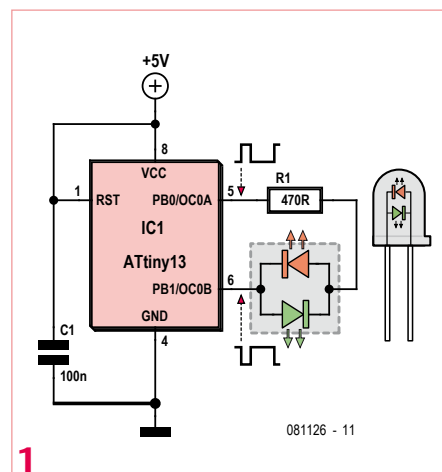 +5V
8
VCC
1
RST
PB0/OC0A
5
R1
470R
IC1
ATtiny13
PB1/OC0B
6
GND
4
C1
100n
081126 - 11
1